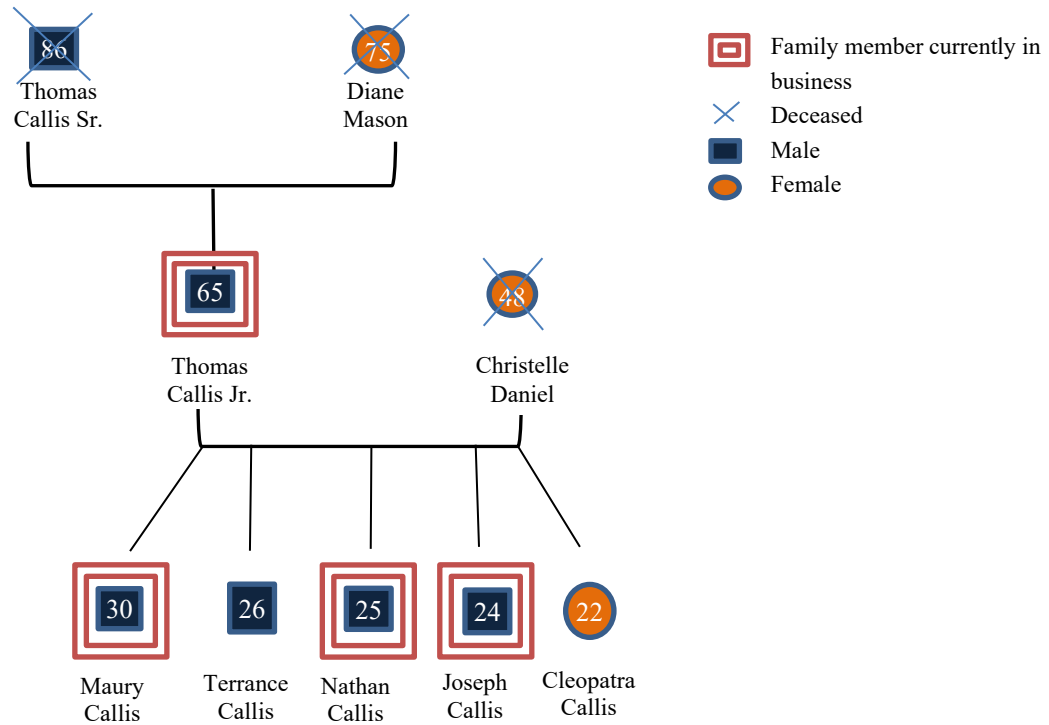 86
Thomas
Callis Sr.
75
Diane
Mason
Family member currently in
business
Deceased
Male
Female
65
Thomas
Callis Jr.
48
Christelle
Daniel
30
Maury
Callis
26
Terrance
Callis
25
Nathan
Callis
24
Joseph
Callis
22
Cleopatra
Callis